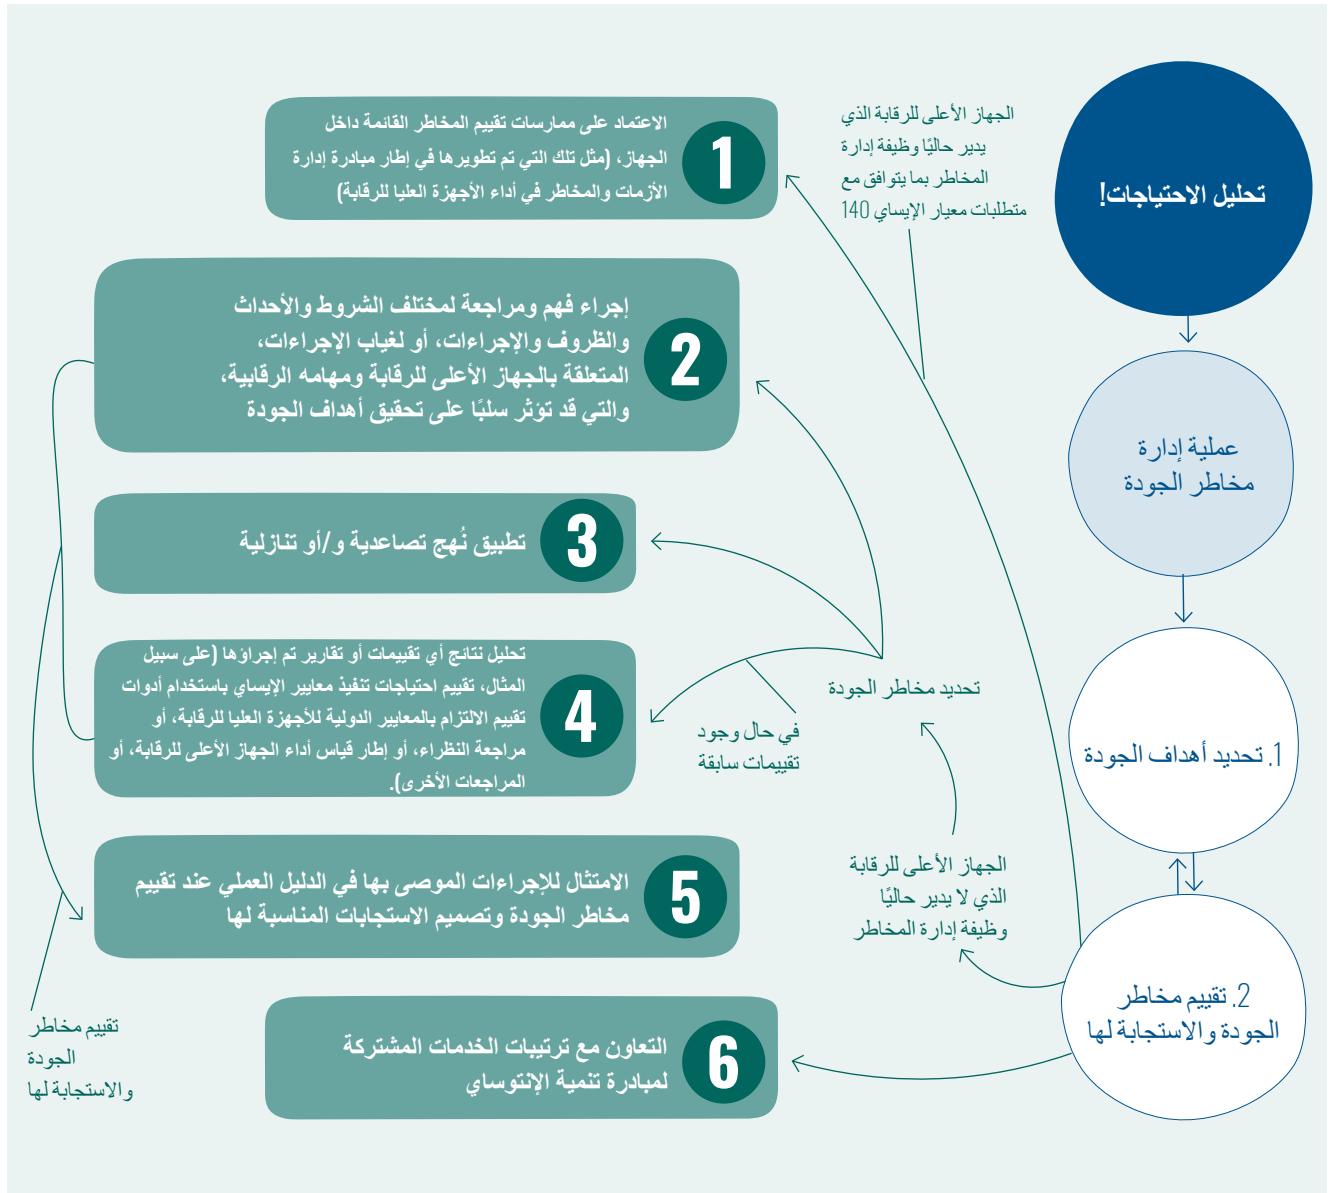 تحليل الاحتياجات!
عملية إدارة
مخاطر الجودة
1. تحديد أهداف الجودة
2. تقييم مخاطر
الجودة والاستجابة لها
الجهاز الأعلى للرقابة الذي
يدير حاليًا وظيفة إدارة
المخاطر بما يتوافق مع
متطلبات معيار الإيساي 140
1
الاعتماد على ممارسات تقييم المخاطر القائمة داخل
الجهاز، (مثل تلك التي تم تطويرها في إطار مبادرة إدارة
الأزمات والمخاطر في أداء الأجهزة العليا للرقابة)
الجهاز الأعلى للرقابة
الذي لا يدير حاليًا
وظيفة إدارة المخاطر
تحديد مخاطر الجودة
2
إجراء فهم ومراجعة لمختلف الشروط والأحداث
والظروف والإجراءات، أو لغياب الإجراءات،
المتعلقة بالجهاز الأعلى للرقابة ومهامه الرقابية،
والتي قد تؤثر سلبًا على تحقيق أهداف الجودة
3
تطبيق نُهج تصاعدية و/أو تنازلية
في حال وجود
تقييمات سابقة
4
تحليل نتائج أي تقييمات أو تقارير تم إجراؤها (على سبيل
المثال، تقييم احتياجات تنفيذ معايير الإيساي باستخدام أدوات
تقييم الالتزام بالمعايير الدولية للأجهزة العليا للرقابة، أو
مراجعة النظراء، أو إطار قياس أداء الجهاز الأعلى للرقابة، أو
المراجعات الأخرى).
5
الامتثال للإجراءات الموصى بها في الدليل العملي عند تقييم
مخاطر الجودة وتصميم الاستجابات المناسبة لها
تقييم مخاطر
الجودة
والاستجابة لها
6
التعاون مع ترتيبات الخدمات المشتركة
لمبادرة تنمية الإنتوساي